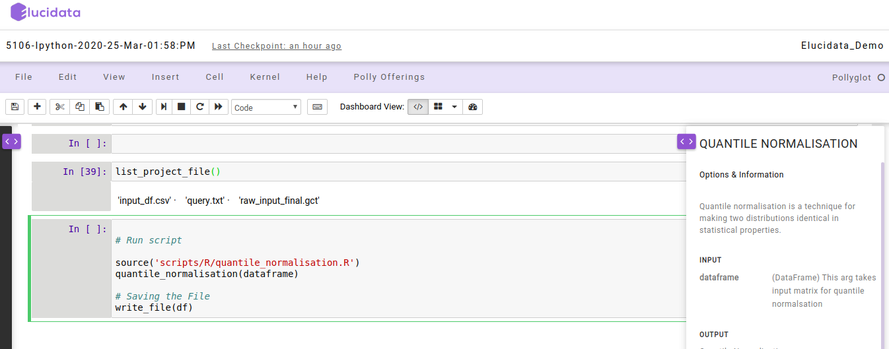 Elucidata
5106-Ipython-2020-25-Mar-01:58:PM Last Checkpoint: an hour ago Elucidata_Demo
File Edit View Insert Cell Kernel Help Polly Offerings Pollyglot
Code Dashboard View:
In [ ]:
In [39]: list_project_file()
'input_df.csv' · 'query.txt' · 'raw_input_final.gct'
In [ ]:
# Run script
source('scripts/R/quantile_normalisation.R')
quantile_normalisation(dataframe)
# Saving the File
write_file(df)
QUANTILE NORMALISATION
Options & Information
Quantile normalisation is a technique for
making two distributions identical in
statistical properties.
INPUT
dataframe (DataFrame) This arg takes
input matrix for quantile
normalsation
OUTPUT